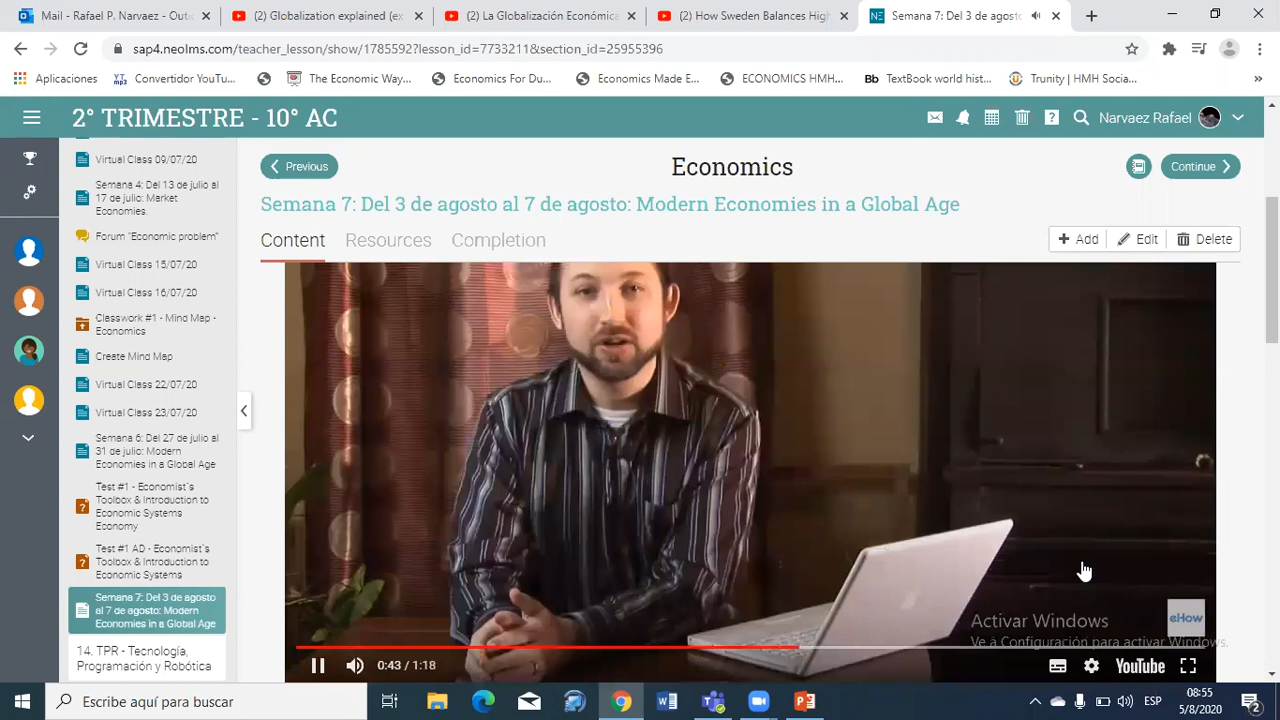 Mail - Rafael P. Narvaez - Outlo
(2) Globalization explained (ex
(2) La Globalización Económica
(2) How Sweden Balances High
Semana 7: Del 3 de agosto
sap4.neolms.com/teacher_lesson/show/1785592?lesson_id=7733211&section_id=25955396
Aplicaciones
Convertidor YouTu...
The Economic Way...
Economics For Du...
Economics Made E...
ECONOMICS HMH...
Bb TextBook world hist...
Trunity | HMH Socia...
»
2° TRIMESTRE - 10° AC
Narvaez Rafael
Virtual Class 09/07/20
Semana 4: Del 13 de julio al
17 de julio: Market
Economies.
Forum "Economic problem"
Virtual Class 15/07/20
Virtual Class 16/07/20
Classwork #1 - Mind Map -
Economics
Create Mind Map
Virtual Class 22/07/20
Virtual Class 23/07/20
Semana 6: Del 27 de julio al
31 de julio: Modern
Economies in a Global Age
Test #1 - Economist`s
Toolbox & Introduction to
Economic Systems
Economy
Test #1 AD - Economist`s
Toolbox & Introduction to
Economic Systems
Semana 7: Del 3 de agosto
al 7 de agosto: Modern
Economies in a Global Age
14. TPR - Tecnología,
Programación y Robótica
Previous
Economics
Continue
Semana 7: Del 3 de agosto al 7 de agosto: Modern Economies in a Global Age
Content
Resources
Completion
+ Add
Edit
Delete
eHow
Activar Windows
Ve a Configuración para activar Windows.
0:43 / 1:18
YouTube
Escribe aquí para buscar
ESP
08:55
5/8/2020
2